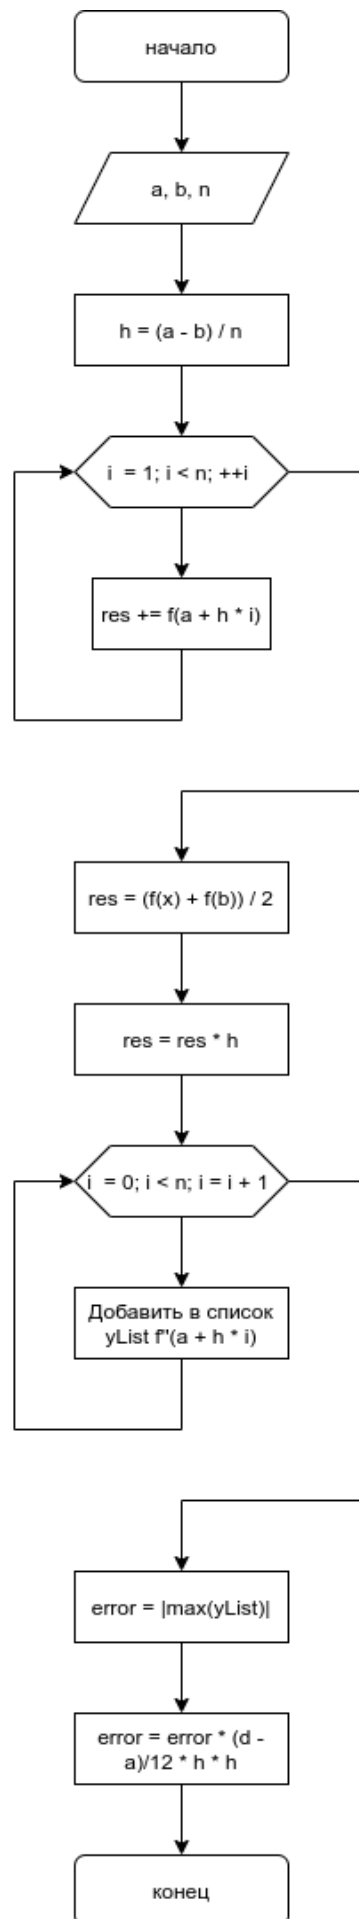 начало
a, b, n
h = (a - b) / n
i  = 1; i < n; ++i
res += f(a + h * i)
res = (f(x) + f(b)) / 2
res = res * h
i  = 0; i < n; i = i + 1
Добавить в список
yList f''(a + h * i)
error = |max(yList)|
error = error * (d -
a)/12 * h * h
конец